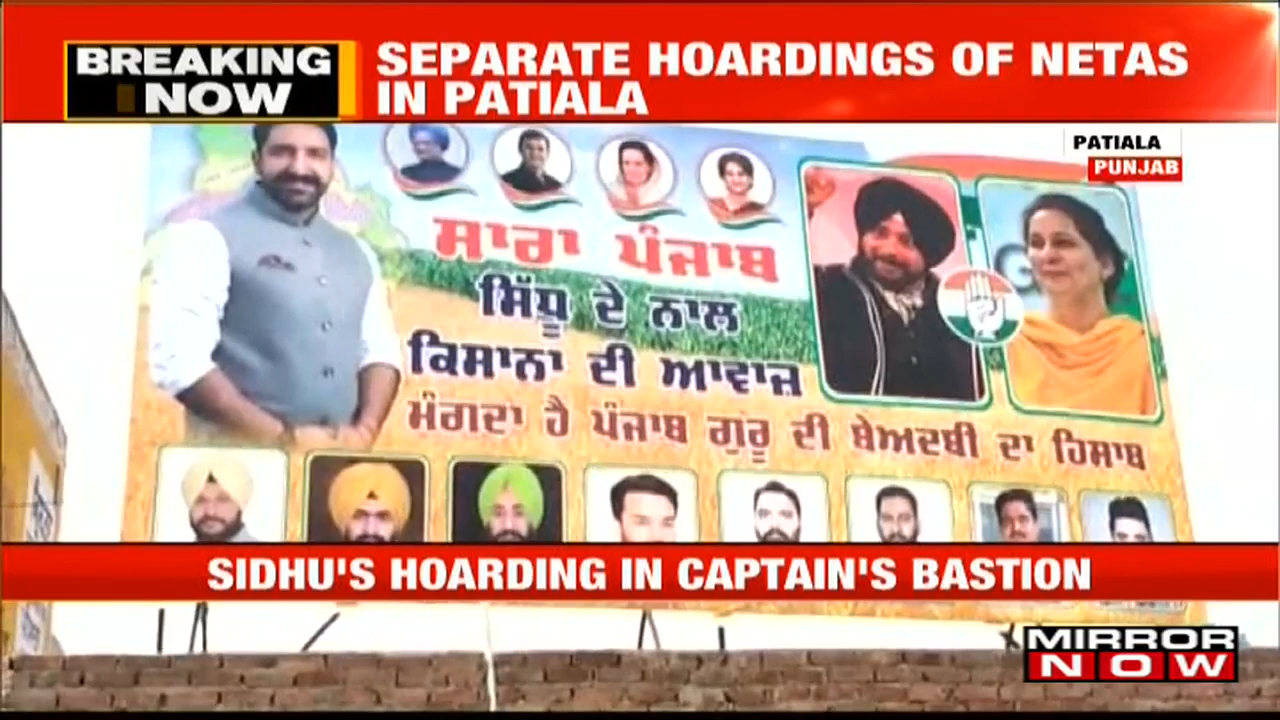 BREAKING
NOW
SEPARATE HOARDINGS OF NETAS
IN PATIALA
PATIALA
PUNJAB
ਸਾਰਾ ਪੰਜਾਬ
ਸਿੱਧੂ ਦੇ ਨਾਲ
ਕਿਸਾਨਾ ਦੀ ਆਵਾਜ਼
ਮੰਗਦਾ ਹੈ ਪੰਜਾਬ ਗੁਰੂ ਦੀ ਬੇਅਦਬੀ ਦਾ ਹਿਸਾਬ
SIDHU'S HOARDING IN CAPTAIN'S BASTION
MIRROR
NOW